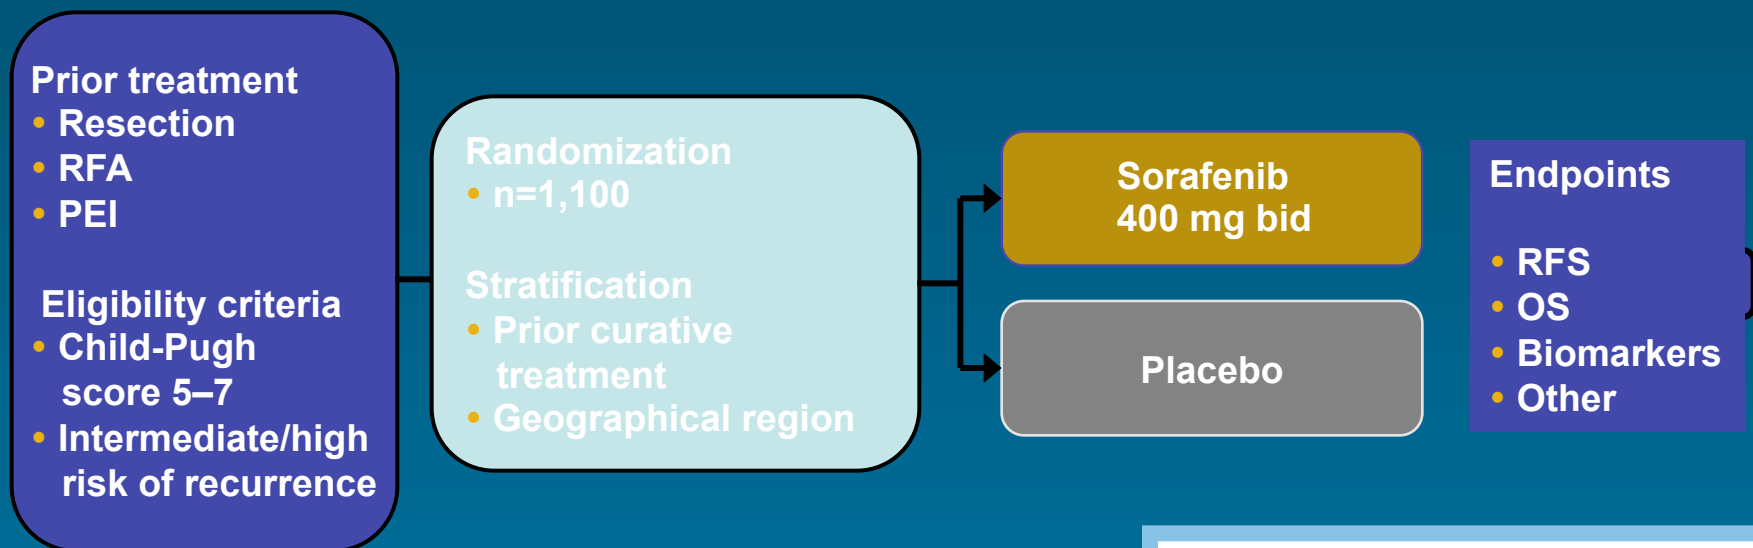 Prior treatment
• Resection
• RFA
• PEI
Eligibility criteria
• Child-Pugh
score 5–7
• Intermediate/high
risk of recurrence
Randomization
• n=1,100
Stratification
• Prior curative
treatment
• Geographical region
Sorafenib
400 mg bid
Placebo
Endpoints
• RFS
• OS
• Biomarkers
• Other